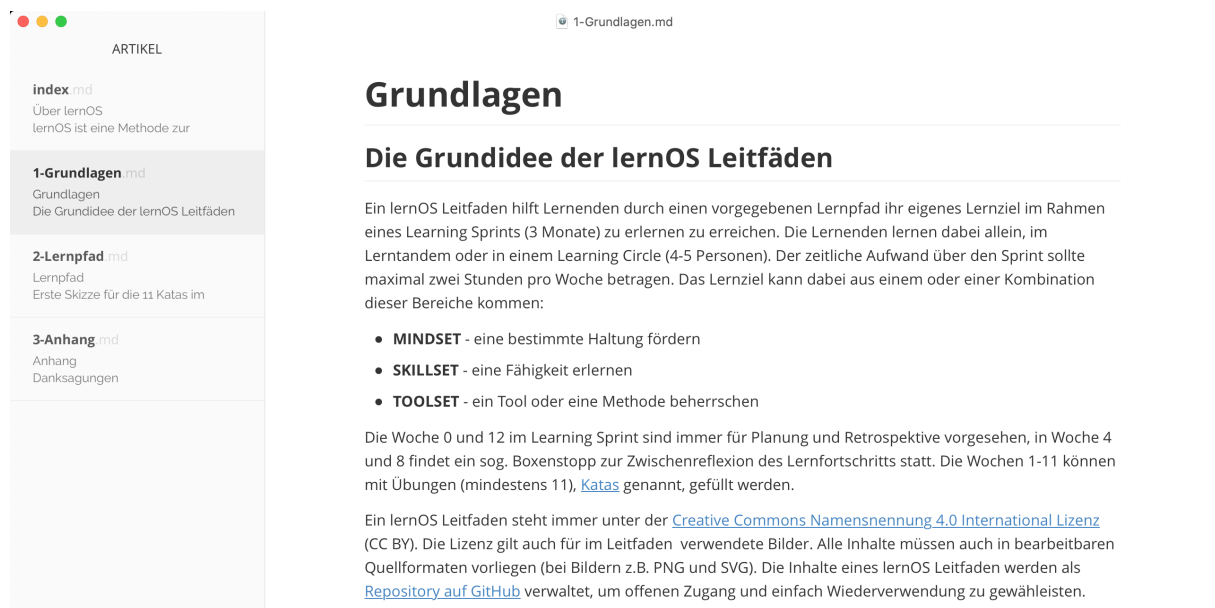 1-Grundlagen.md
ARTIKEL
index.md
Über lernOS
lernOS ist eine Methode zur
1-Grundlagen.md
Grundlagen
Die Grundidee der lernOS Leitfäden
2-Lernpfad.md
Lernpfad
Erste Skizze für die 11 Katas im
3-Anhang.md
Anhang
Danksagungen
Grundlagen
Die Grundidee der lernOS Leitfäden
Ein lernOS Leitfaden hilft Lernenden durch einen vorgegebenen Lernpfad ihr eigenes Lernziel im Rahmen
eines Learning Sprints (3 Monate) zu erlernen zu erreichen. Die Lernenden lernen dabei allein, im
Lerntandem oder in einem Learning Circle (4-5 Personen). Der zeitliche Aufwand über den Sprint sollte
maximal zwei Stunden pro Woche betragen. Das Lernziel kann dabei aus einem oder einer Kombination
dieser Bereiche kommen:
● MINDSET - eine bestimmte Haltung fördern
● SKILLSET - eine Fähigkeit erlernen
● TOOLSET - ein Tool oder eine Methode beherrschen
Die Woche 0 und 12 im Learning Sprint sind immer für Planung und Retrospektive vorgesehen, in Woche 4
und 8 findet ein sog. Boxenstopp zur Zwischenreflexion des Lernfortschritts statt. Die Wochen 1-11 können
mit Übungen (mindestens 11), Katas genannt, gefüllt werden.
Ein lernOS Leitfaden steht immer unter der Creative Commons Namensnennung 4.0 International Lizenz
(CC BY). Die Lizenz gilt auch für im Leitfaden  verwendete Bilder. Alle Inhalte müssen auch in bearbeitbaren
Quellformaten vorliegen (bei Bildern z.B. PNG und SVG). Die Inhalte eines lernOS Leitfaden werden als
Repository auf GitHub verwaltet, um offenen Zugang und einfach Wiederverwendung zu gewähleisten.